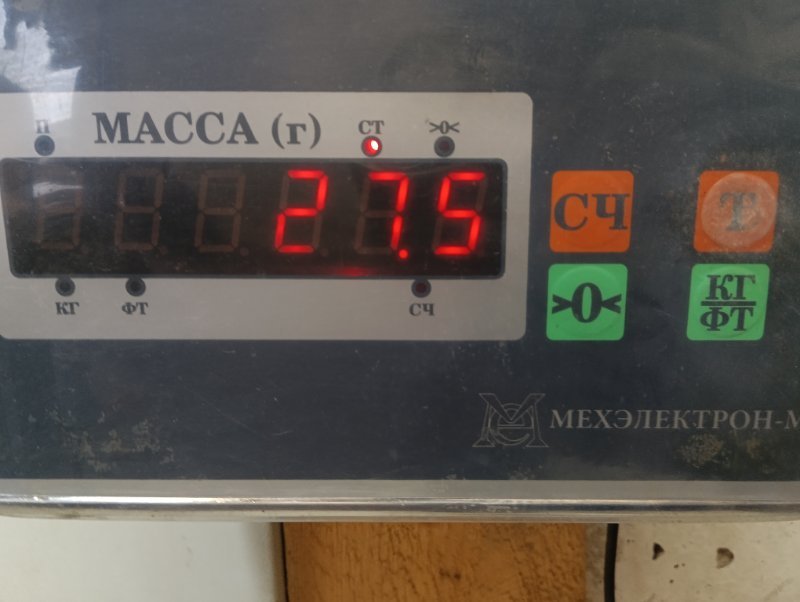 П МАССА (г) СТ >0<
27.5
КГ ФТ СЧ
СЧ Т
>0< КГ/ФТ
МЕХЭЛЕКТРОН-М